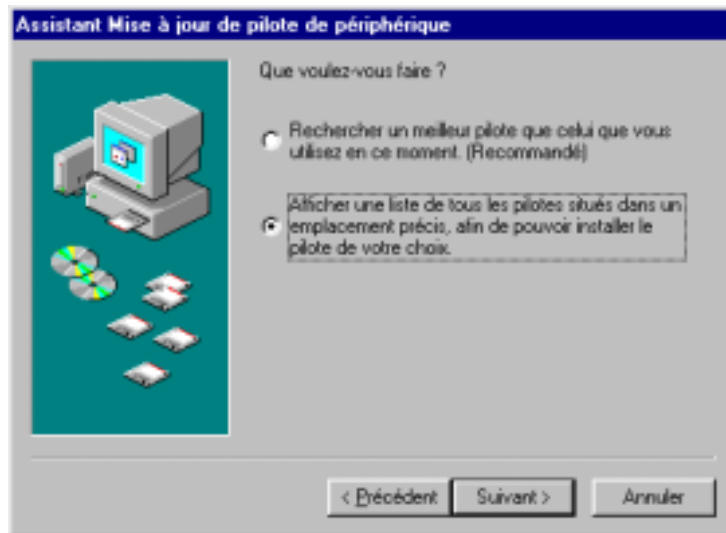 Assistant Mise à jour de pilote de périphérique
Que voulez-vous faire ?
Rechercher un meilleur pilote que celui que vous
utilisez en ce moment. (Recommandé)
Afficher une liste de tous les pilotes situés dans un
emplacement précis, afin de pouvoir installer le
pilote de votre choix.
< Précédent
Suivant >
Annuler